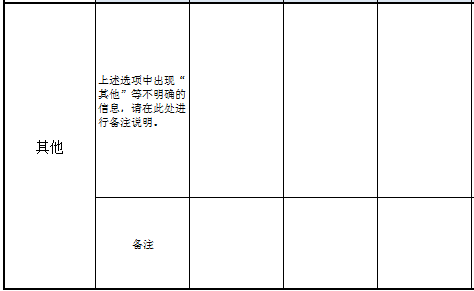 上述选项中出现“
其他”等不明确的
信息，请在此处进
行备注说明。
其他
备注